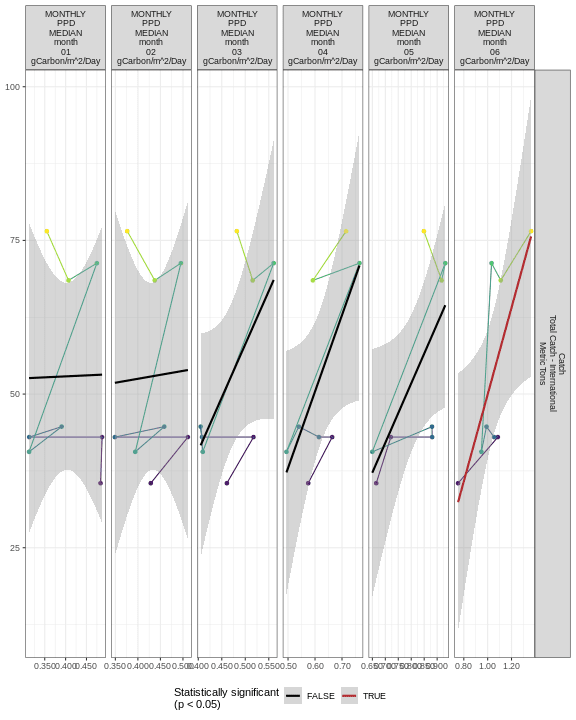 MONTHLY
PPD
MEDIAN
month
01
gCarbon/m^2/Day
MONTHLY
PPD
MEDIAN
month
02
gCarbon/m^2/Day
MONTHLY
PPD
MEDIAN
month
03
gCarbon/m^2/Day
MONTHLY
PPD
MEDIAN
month
04
gCarbon/m^2/Day
MONTHLY
PPD
MEDIAN
month
05
gCarbon/m^2/Day
MONTHLY
PPD
MEDIAN
month
06
gCarbon/m^2/Day
100
75
50
25
Catch
Total Catch - International
Metric Tons
0.350 0.400 0.450
0.350 0.400 0.450 0.500
0.400 0.450 0.500 0.550
0.50 0.60 0.70
0.80 1.00 1.20
Statistically significant
(p < 0.05)
FALSE
TRUE